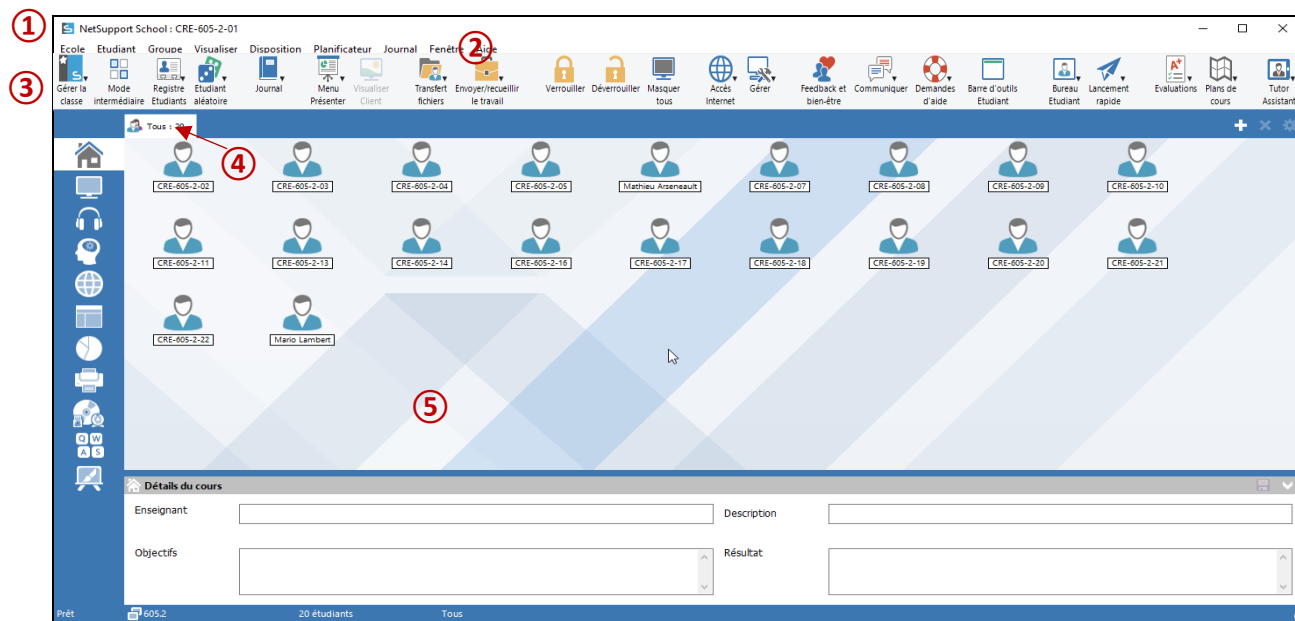 ①
NetSupport School : CRE-605-2-01
Ecole Etudiant Groupe Visualiser Disposition Planificateur Journal Fenêtre Aide
②
③
Gérer la classe
Mode intermédiaire
Registre Etudiants
Etudiant aléatoire
Journal
Menu Présenter
Visualiser Client
Transfert fichiers
Envoyer/recueillir le travail
Verrouiller
Déverrouiller
Masquer tous
Accès Internet
Gérer
Feedback et bien-être
Communiquer
Demandes d'aide
Barre d'outils Etudiant
Bureau Etudiant
Lancement rapide
A+
Evaluations
Plans de cours
Tutor Assistant
Tous : 20
④
CRE-605-2-02 CRE-605-2-03 CRE-605-2-04 CRE-605-2-05 Mathieu Arseneault CRE-605-2-07 CRE-605-2-08 CRE-605-2-09 CRE-605-2-10
CRE-605-2-11 CRE-605-2-13 CRE-605-2-14 CRE-605-2-16 CRE-605-2-17 CRE-605-2-18 CRE-605-2-19 CRE-605-2-20 CRE-605-2-21
CRE-605-2-22 Mario Lambert
⑤
Q W
A S
Détails du cours
Enseignant Description
Objectifs Résultat
Prêt 605.2 20 étudiants Tous